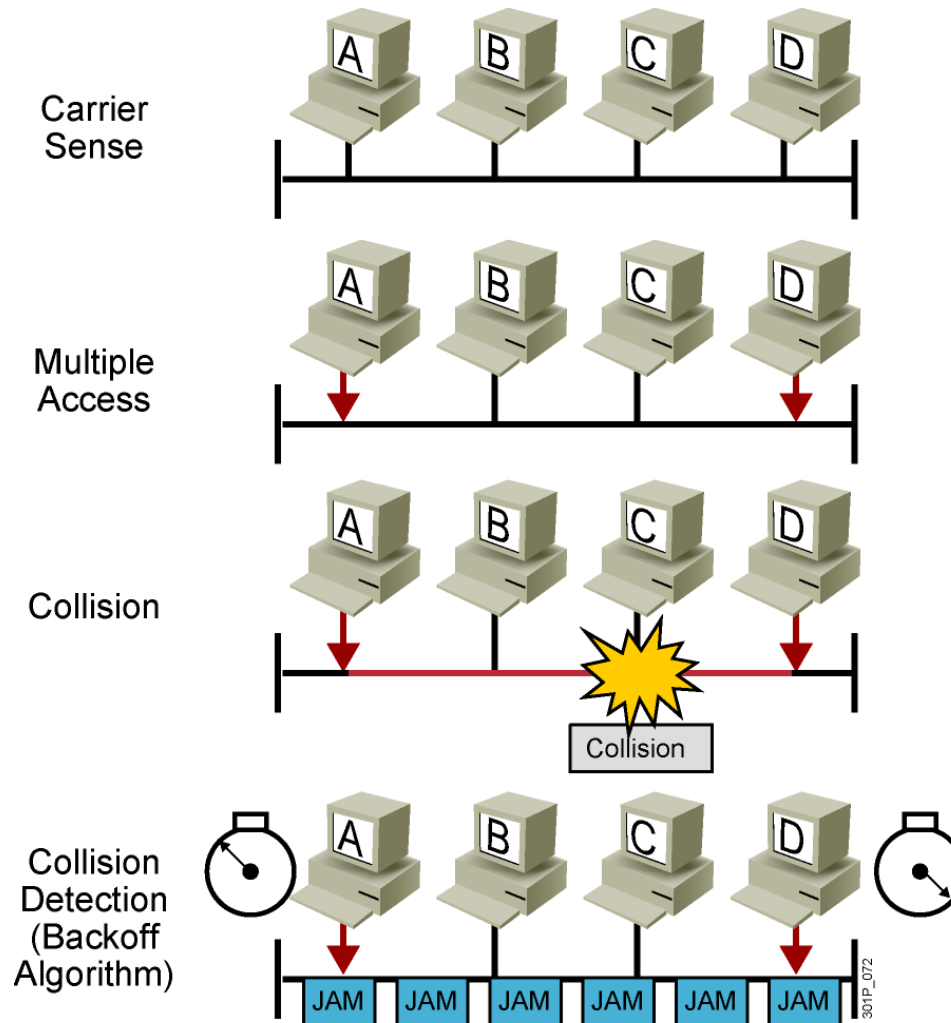 A B C D
Carrier
Sense
A B C D
Multiple
Access
A B C D
Collision
Collision
A B C D
Collision
Detection
(Backoff
Algorithm)
JAM JAM JAM JAM JAM JAM
301P_072